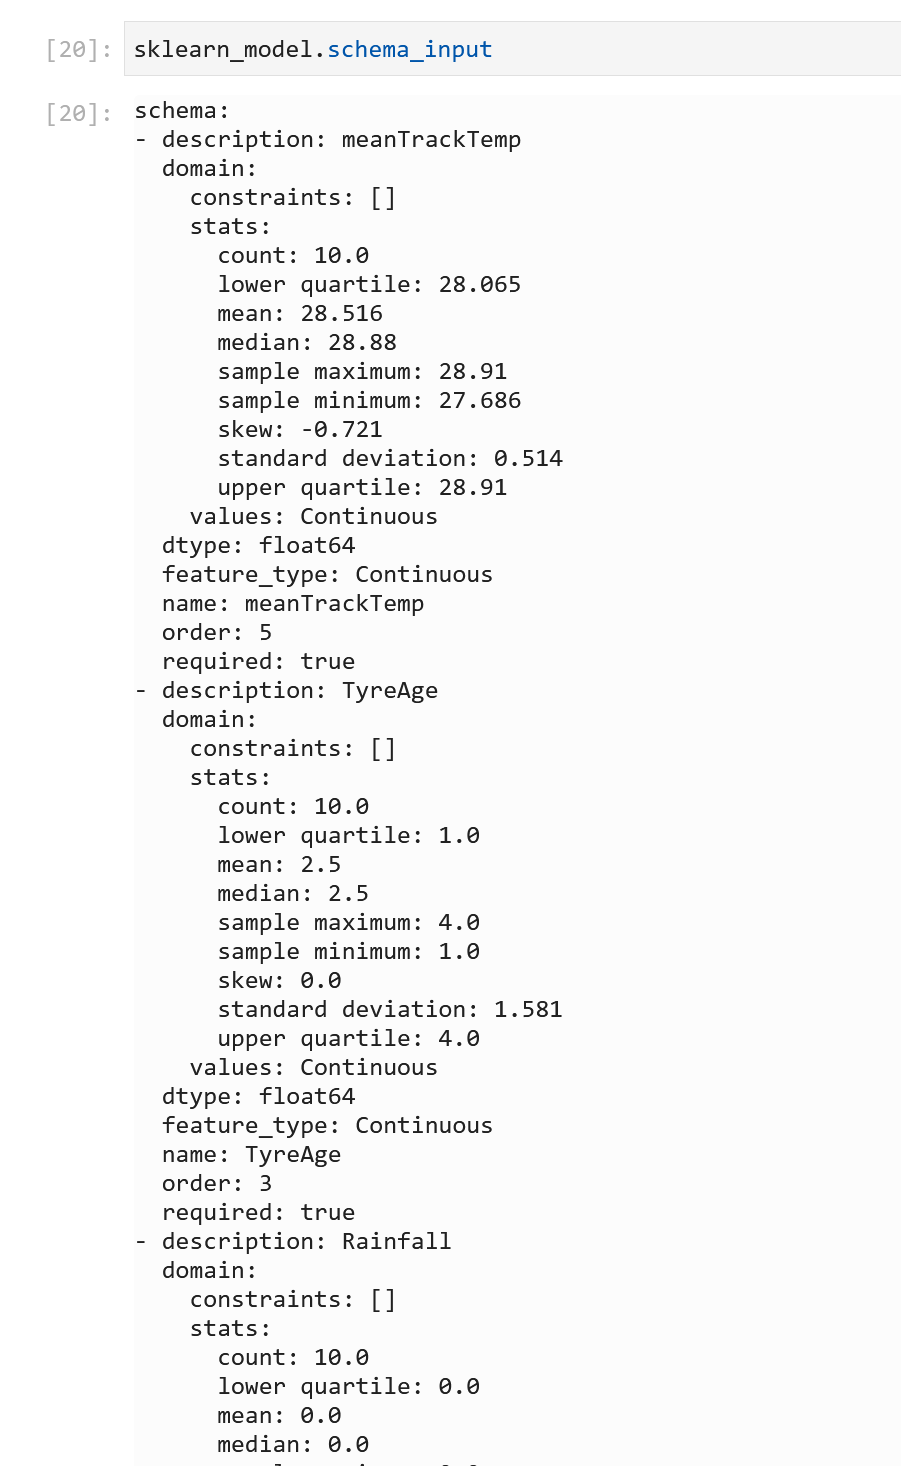 [20]: sklearn_model.schema_input
[20]: schema:
- description: meanTrackTemp
  domain:
    constraints: []
    stats:
      count: 10.0
      lower quartile: 28.065
      mean: 28.516
      median: 28.88
      sample maximum: 28.91
      sample minimum: 27.686
      skew: -0.721
      standard deviation: 0.514
      upper quartile: 28.91
    values: Continuous
  dtype: float64
  feature_type: Continuous
  name: meanTrackTemp
  order: 5
  required: true
- description: TyreAge
  domain:
    constraints: []
    stats:
      count: 10.0
      lower quartile: 1.0
      mean: 2.5
      median: 2.5
      sample maximum: 4.0
      sample minimum: 1.0
      skew: 0.0
      standard deviation: 1.581
      upper quartile: 4.0
    values: Continuous
  dtype: float64
  feature_type: Continuous
  name: TyreAge
  order: 3
  required: true
- description: Rainfall
  domain:
    constraints: []
    stats:
      count: 10.0
      lower quartile: 0.0
      mean: 0.0
      median: 0.0